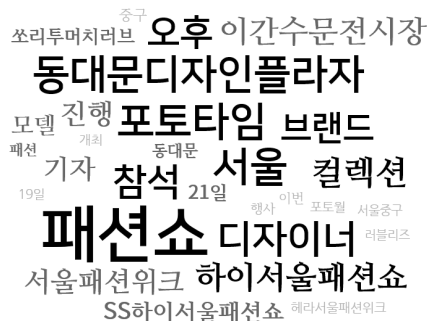 중구
쏘리투머치러브 오후 이간수문전시장
동대문디자인플라자
모델 진행 포토타임 브랜드
개최
패션 기자 참석 동대문 서울 컬렉션
19일 21일 행사 이번 포토월 서울중구
패션쇼 디자이너 러블리즈
서울패션위크 하이서울패션쇼
SS하이서울패션쇼 헤라서울패션위크